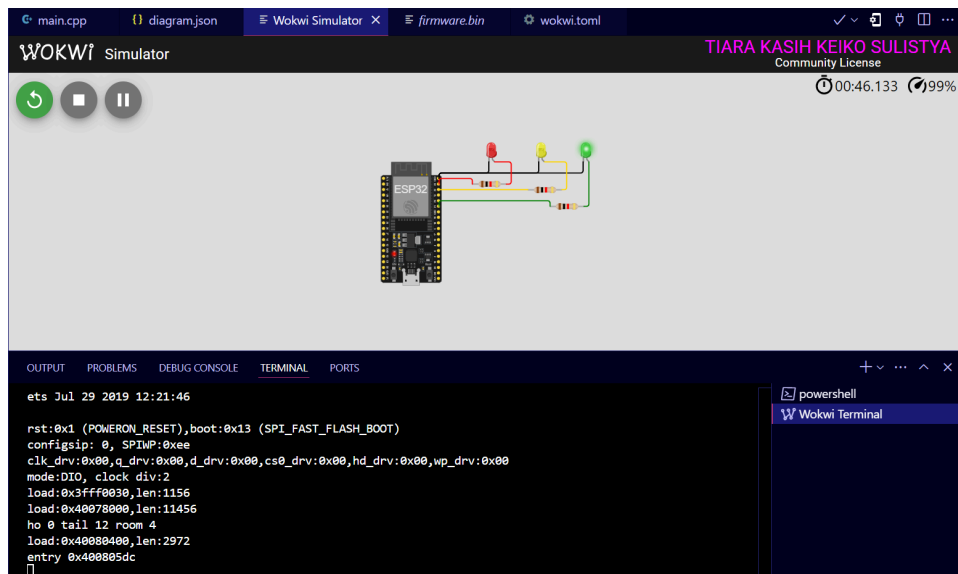 main.cpp
diagram.json
Wokwi Simulator
firmware.bin
wokwi.toml
WOKWi Simulator
TIARA KASIH KEIKO SULISTYA
Community License
00:46.133 99%
ESP32
OUTPUT PROBLEMS DEBUG CONSOLE TERMINAL PORTS
ets Jul 29 2019 12:21:46
rst:0x1 (POWERON_RESET),boot:0x13 (SPI_FAST_FLASH_BOOT)
configsip: 0, SPIWP:0xee
clk_drv:0x00,q_drv:0x00,d_drv:0x00,cs0_drv:0x00,hd_drv:0x00,wp_drv:0x00
mode:DIO, clock div:2
load:0x3fff0030,len:1156
load:0x40078000,len:11456
ho 0 tail 12 room 4
load:0x40080400,len:2972
entry 0x400805dc
powershell
Wokwi Terminal